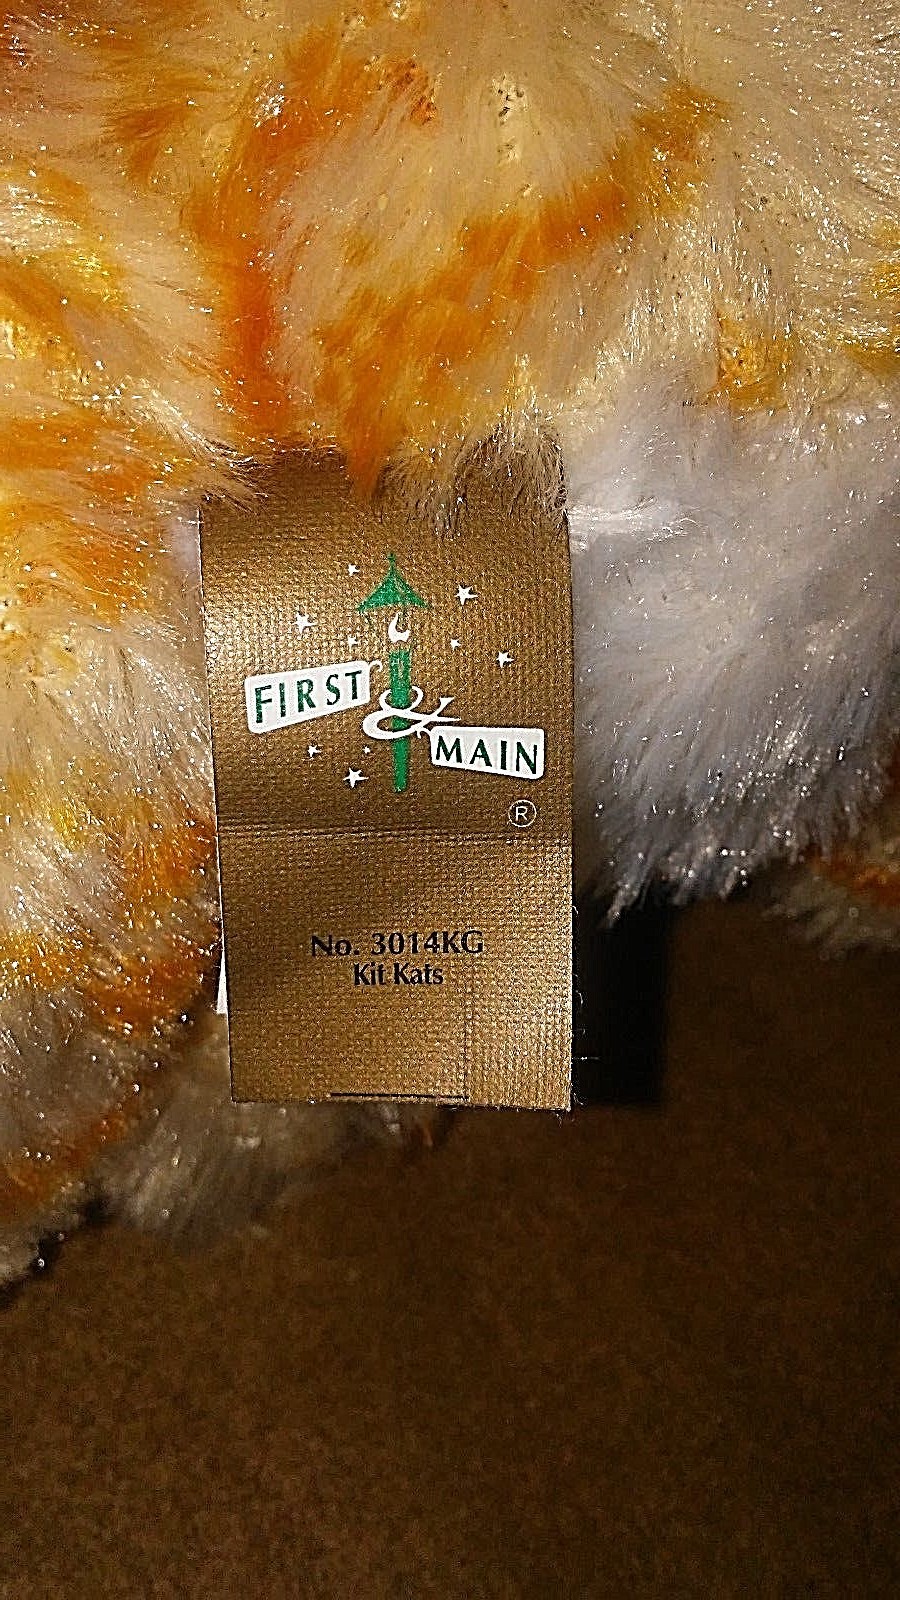 FIRST
&
MAIN
®
No. 3014KG
Kit Kats